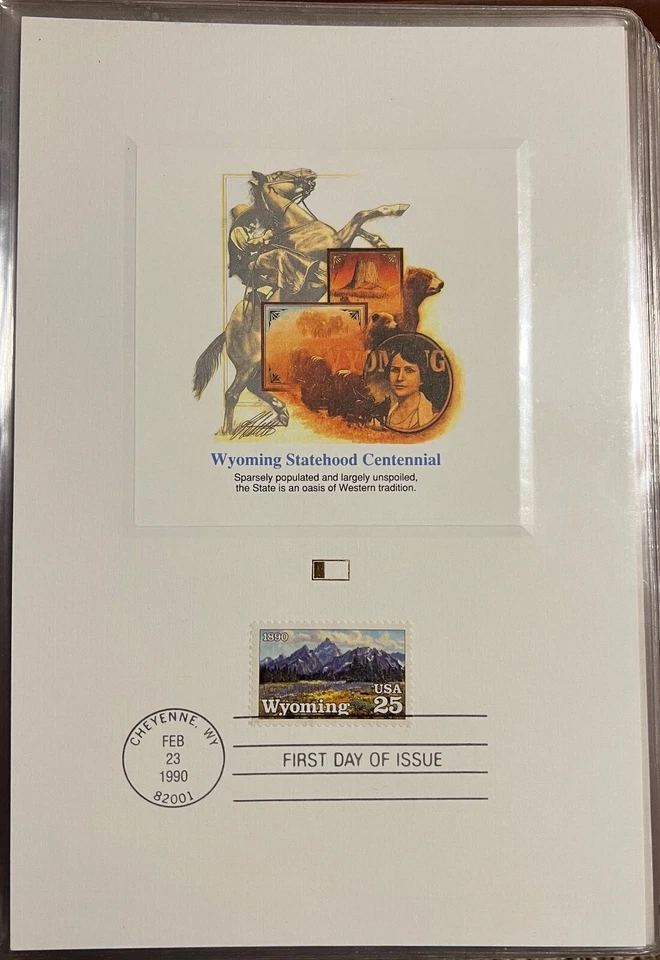 WYOMING
Wyoming Statehood Centennial
Sparsely populated and largely unspoiled,
the State is an oasis of Western tradition.
1890
USA
Wyoming 25
CHEYENNE, WY
FEB
23
1990
82001
FIRST DAY OF ISSUE